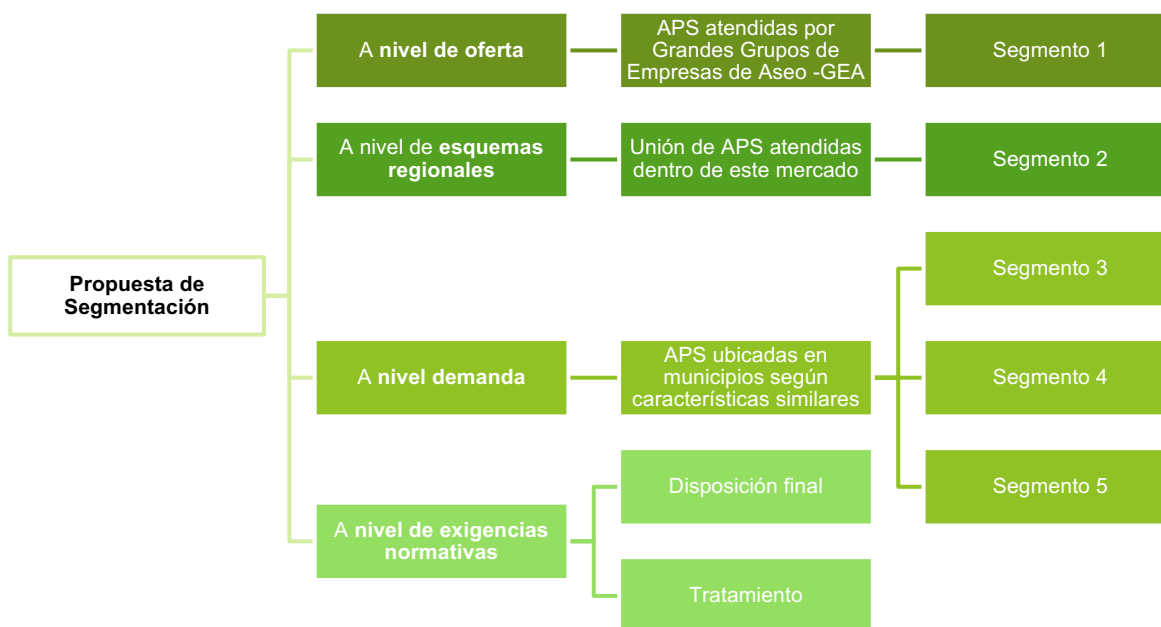 Propuesta de
Segmentación
A nivel de oferta
APS atendidas por
Grandes Grupos de
Empresas de Aseo -GEA
Segmento 1
A nivel de esquemas
regionales
Unión de APS atendidas
dentro de este mercado
Segmento 2
A nivel demanda
APS ubicadas en
municipios según
características similares
Segmento 3
Segmento 4
Segmento 5
A nivel de exigencias
normativas
Disposición final
Tratamiento